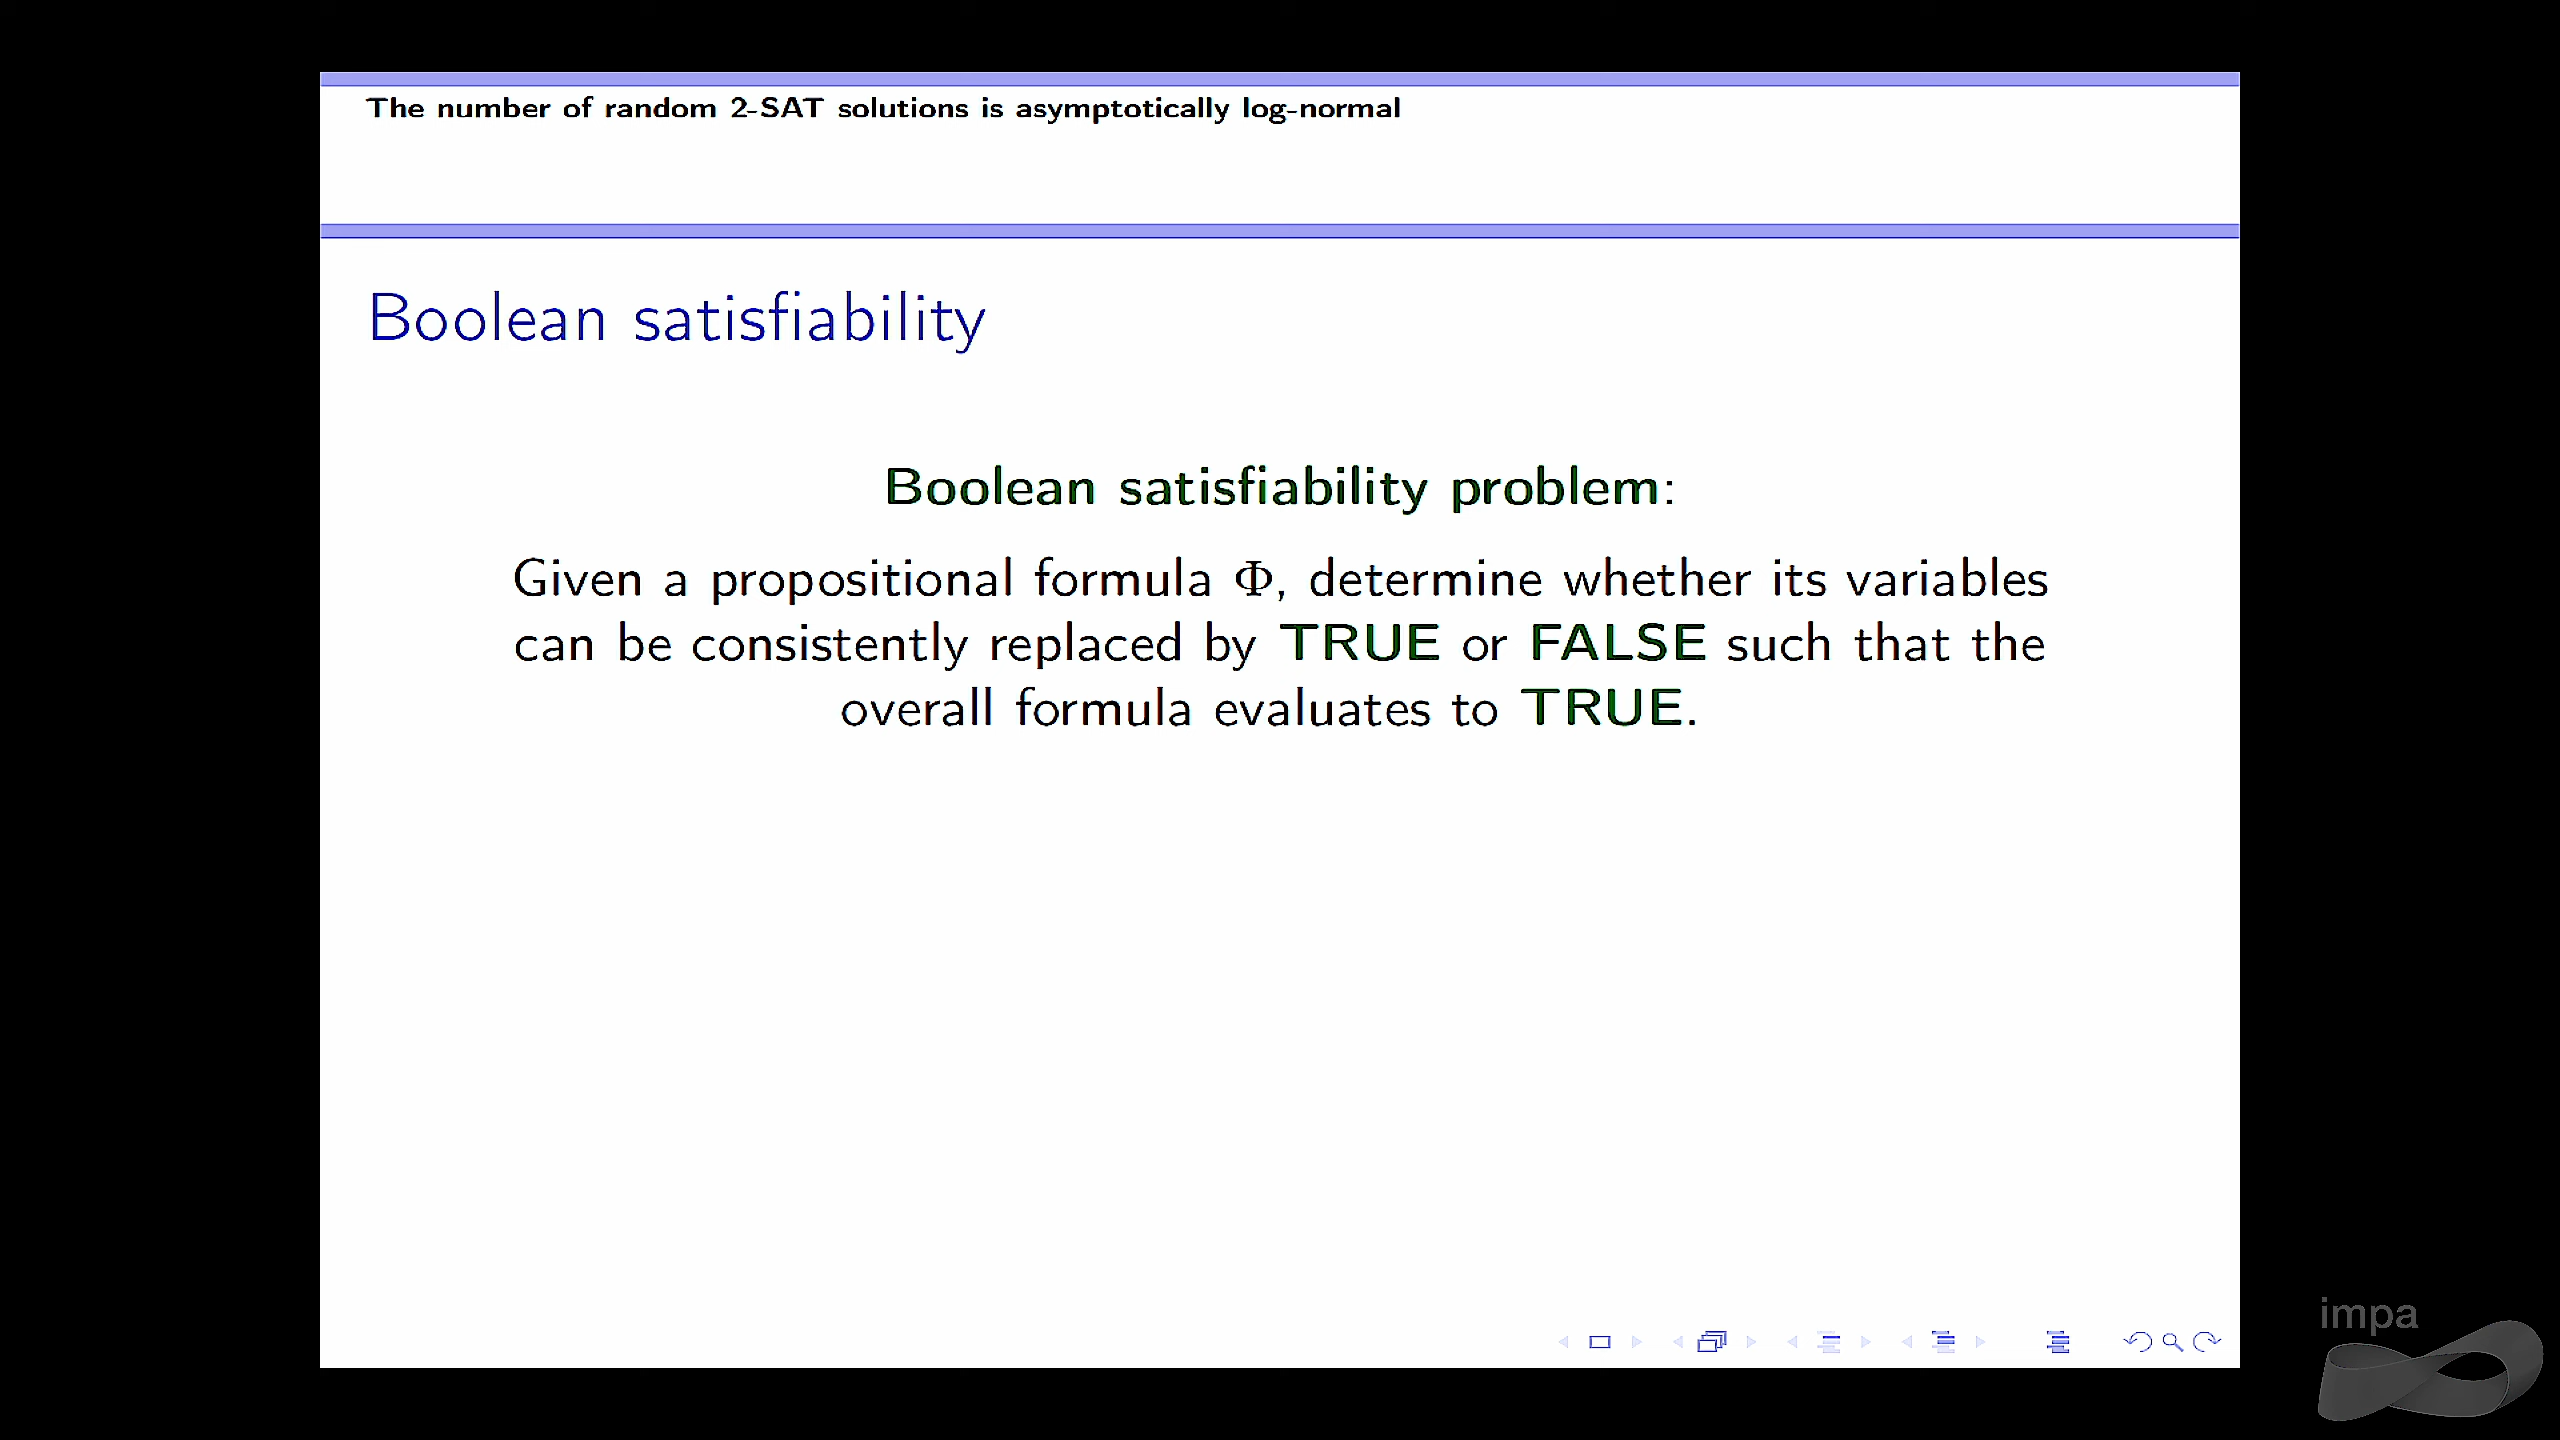 The number of random 2-SAT solutions is asymptotically log-normal
Boolean satisfiability
Boolean satisfiability problem:
Given a propositional formula Φ, determine whether its variables
can be consistently replaced by TRUE or FALSE such that the
overall formula evaluates to TRUE.
impa